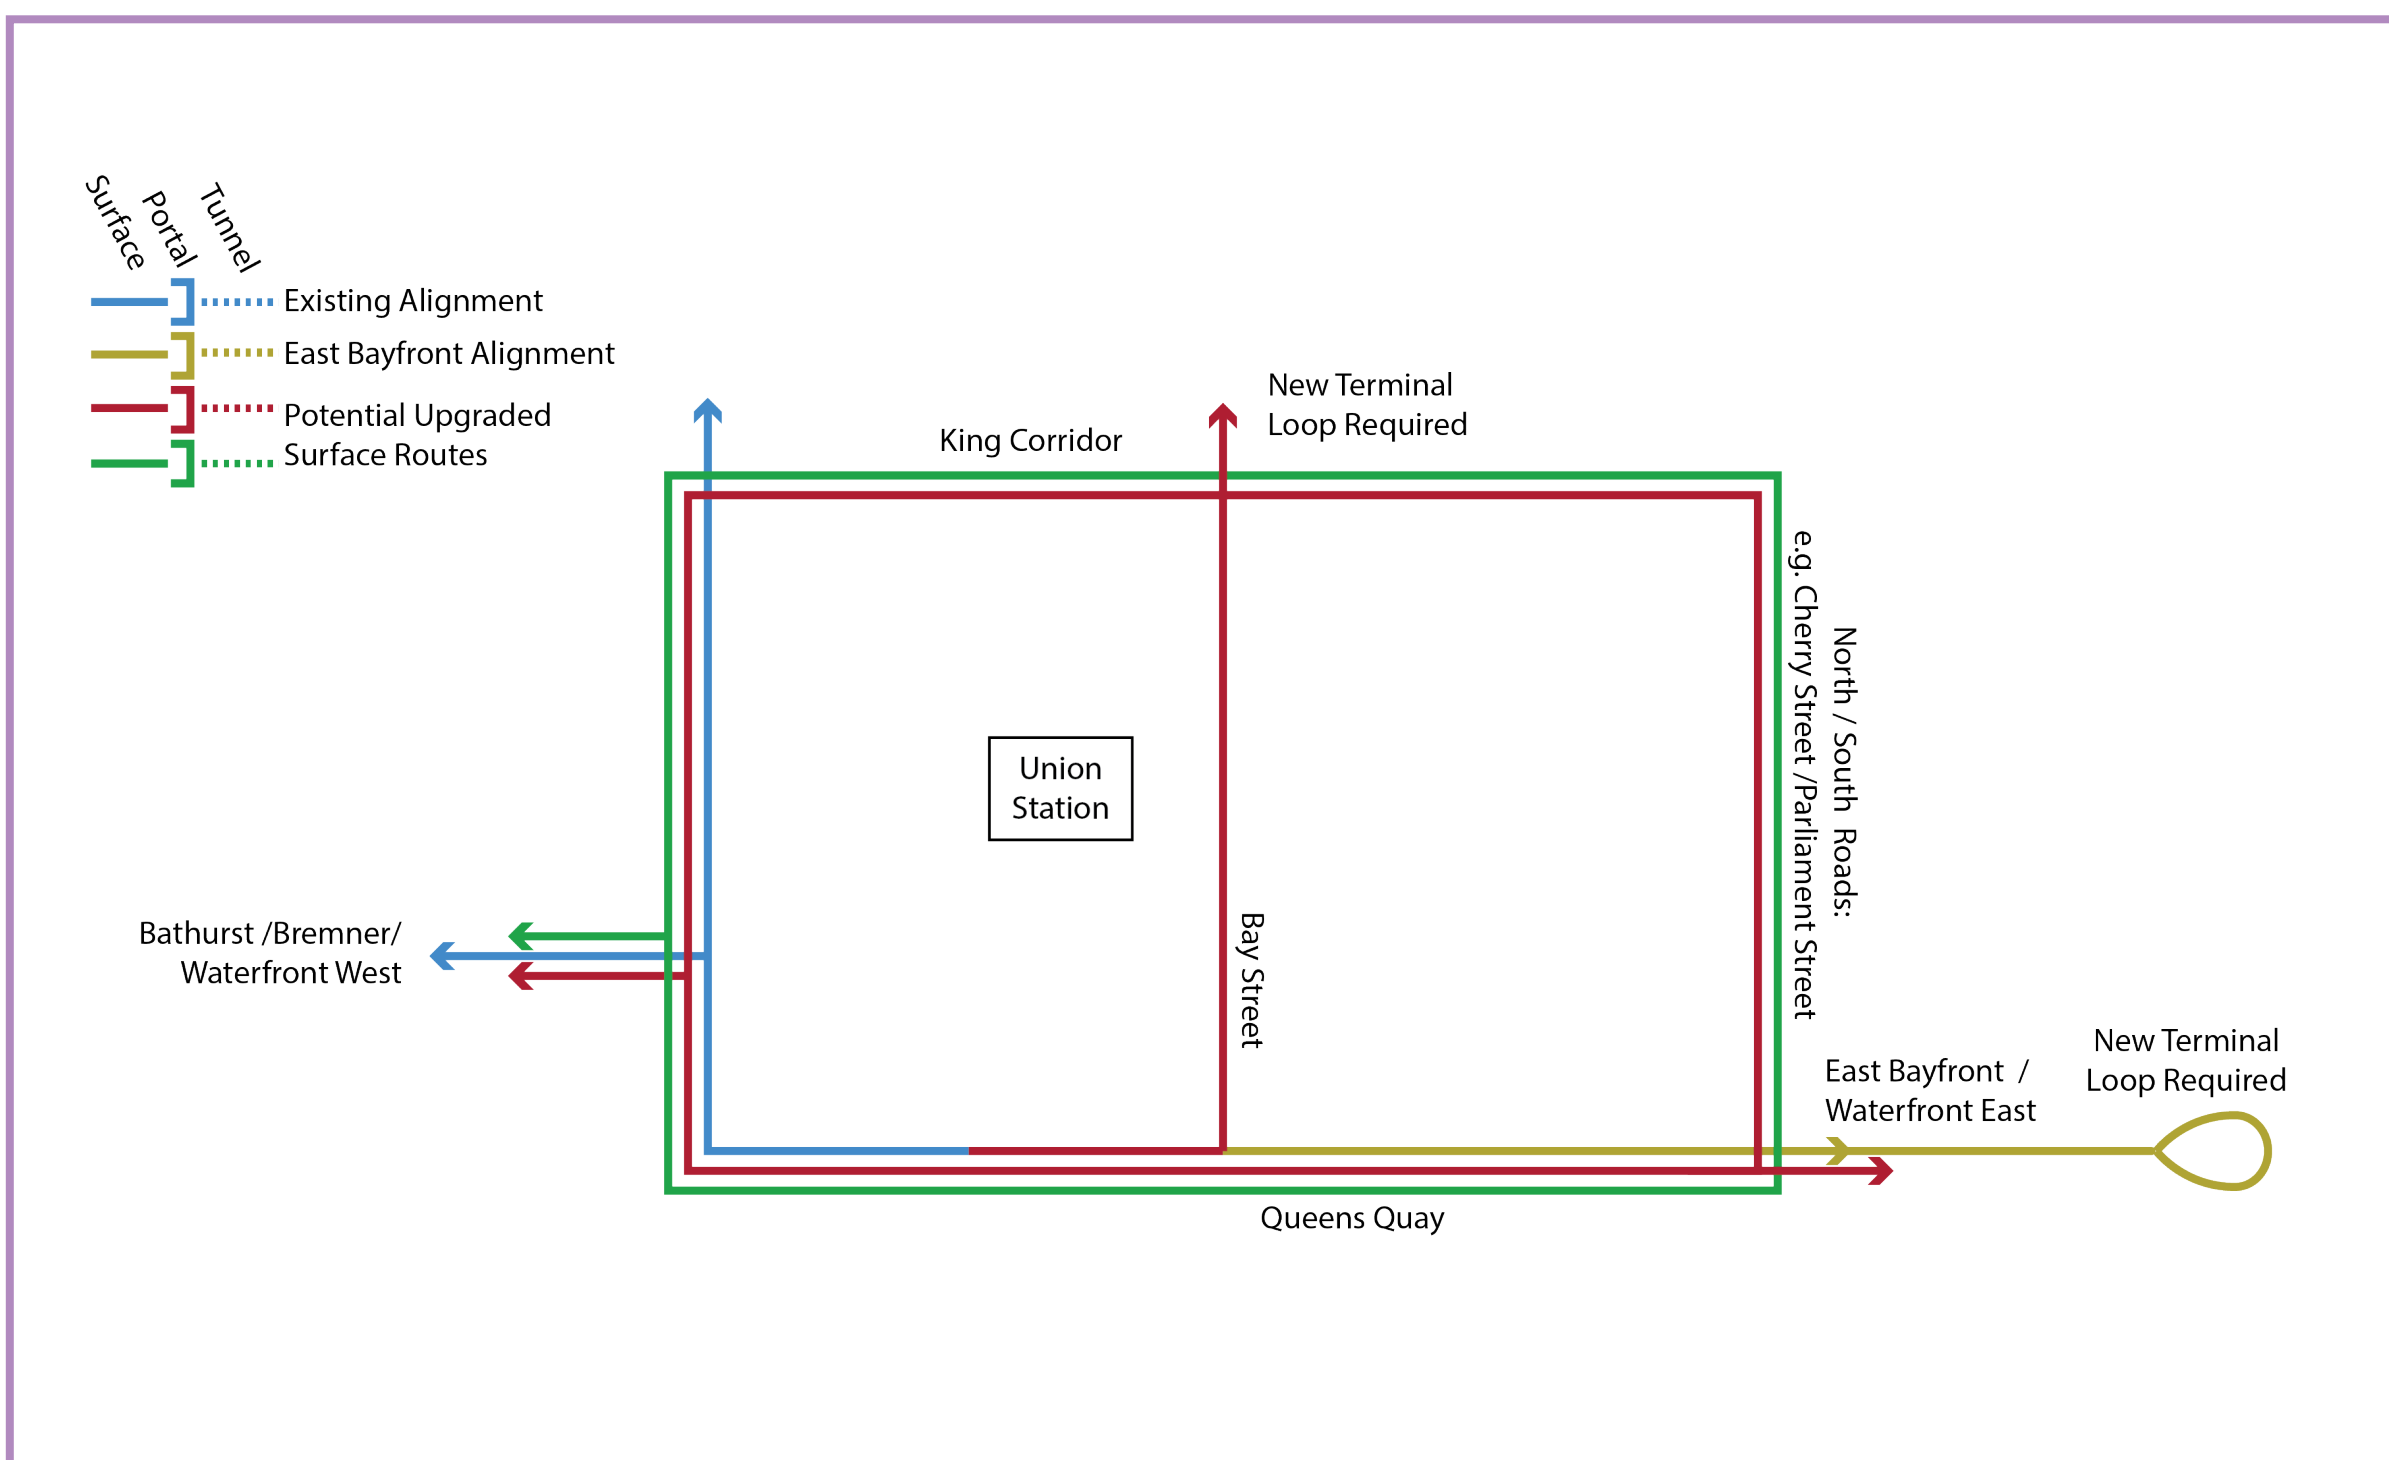 Surface
Portal
Tunnel
Existing Alignment
East Bayfront Alignment
Potential Upgraded
Surface Routes
New Terminal
Loop Required
King Corridor
North / South Roads:
e.g. Cherry Street /Parliament Street
Union
Station
Bay Street
Bathurst /Bremner/
Waterfront West
East Bayfront /
Waterfront East
New Terminal
Loop Required
Queens Quay